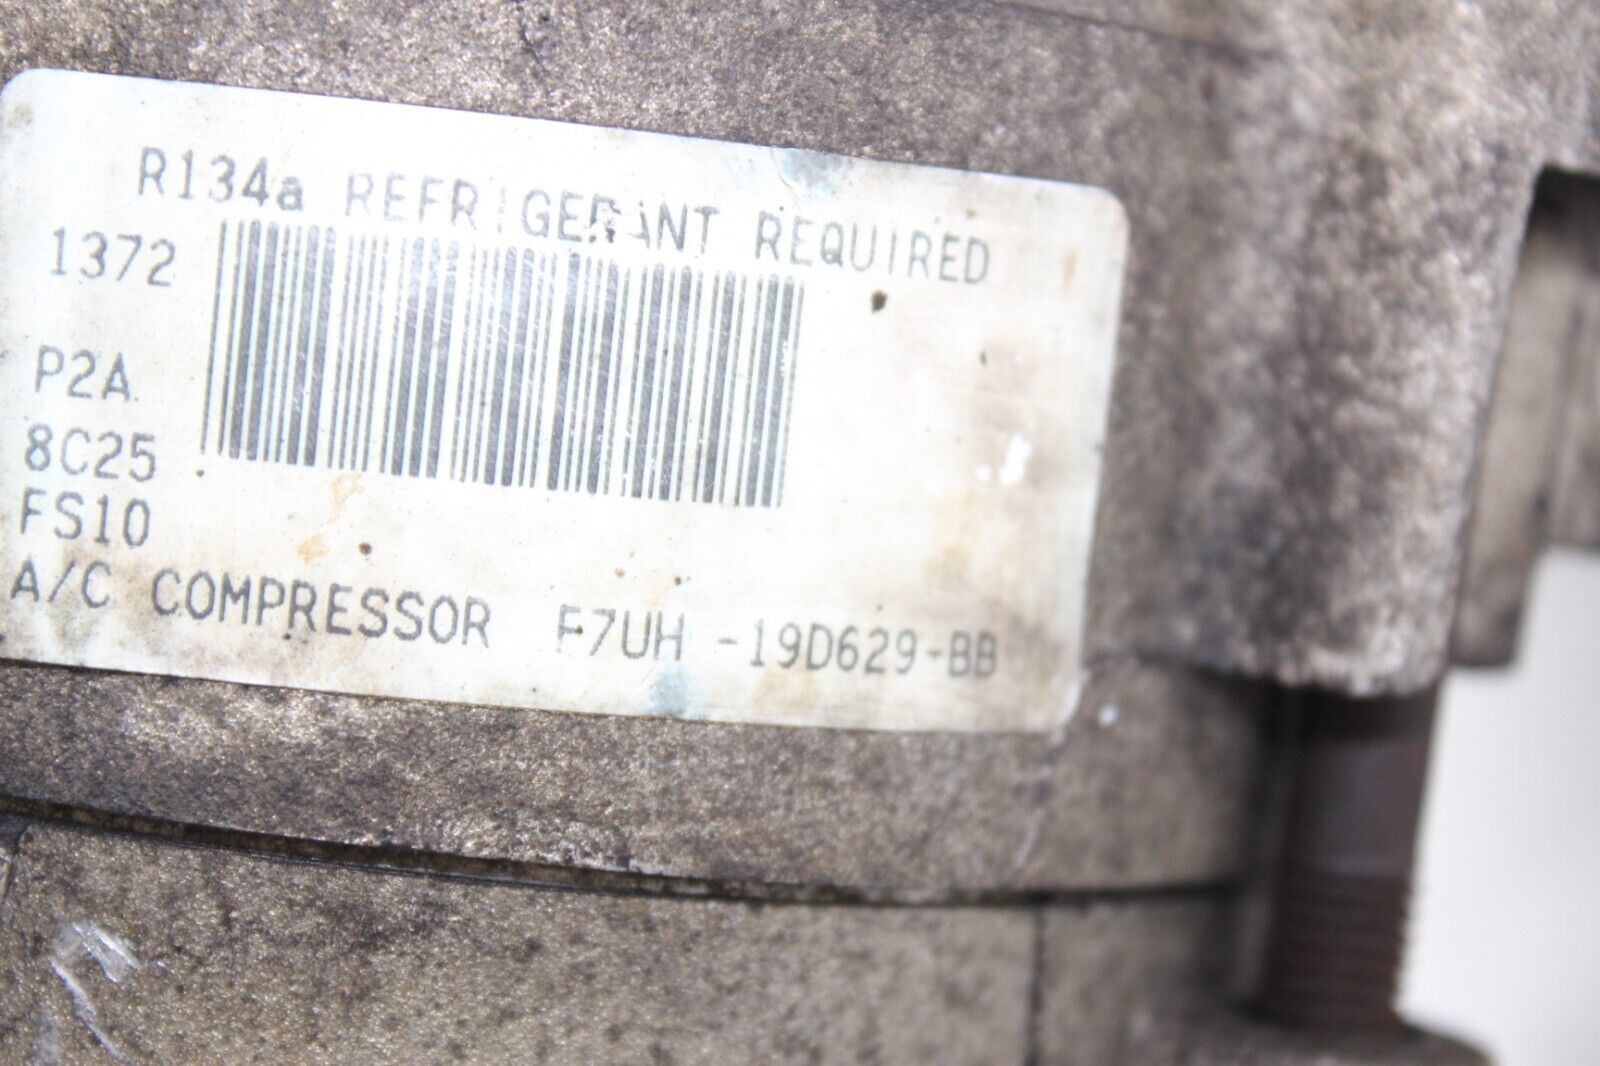 R134a REFRIGERANT REQUIRED
1372
P2A
8C25
FS10
A/C COMPRESSOR F7UH -19D629-BB